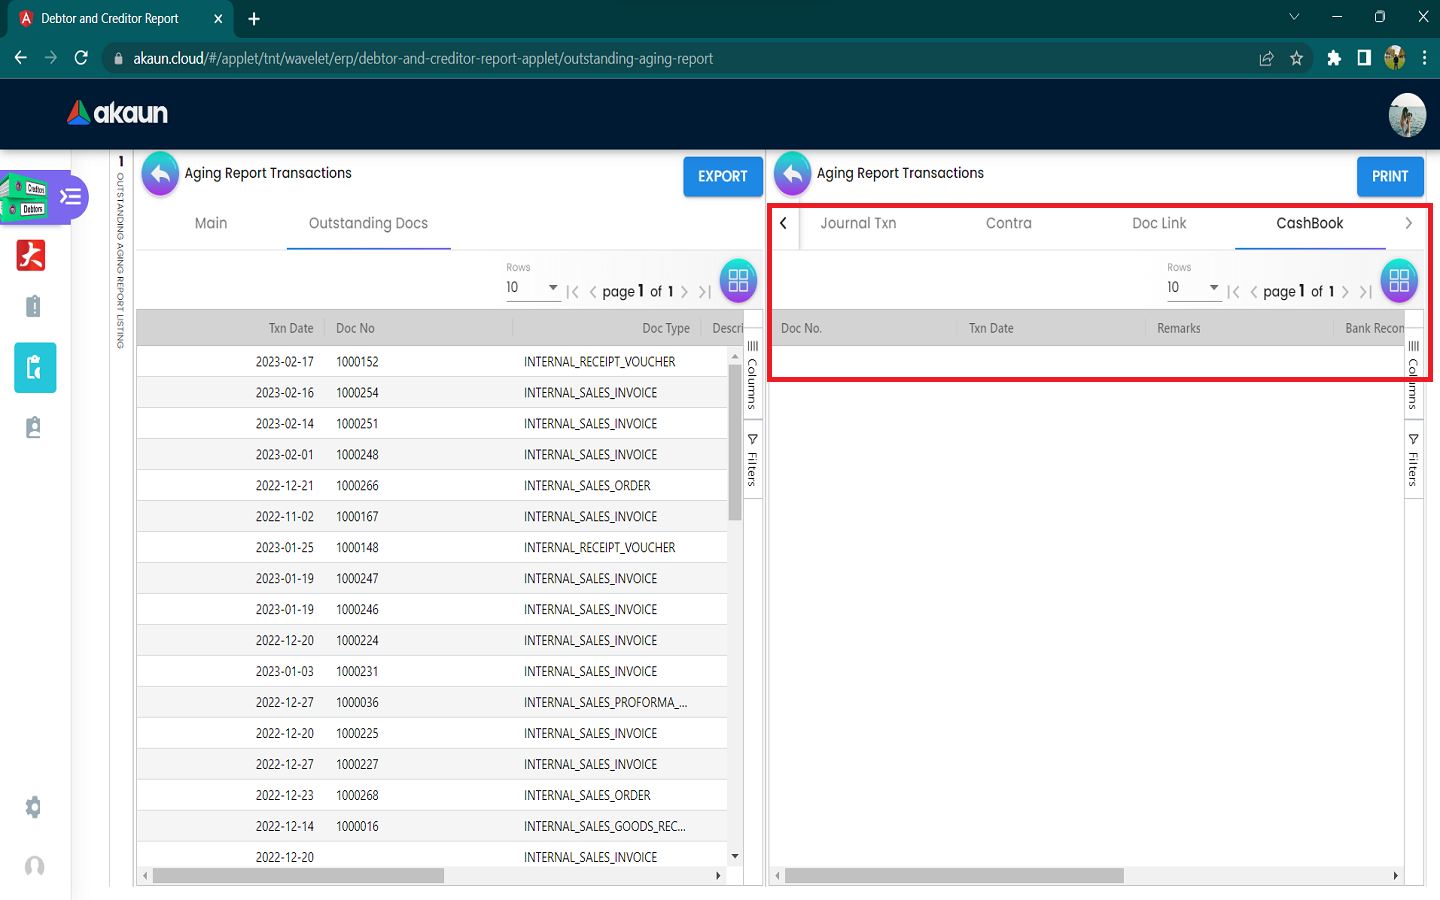 Debtor and Creditor Report
akaun.cloud/#/applet/tnt/wavelet/erp/debtor-and-creditor-report-applet/outstanding-aging-report
akaun
Creditors
Debtors
1 OUTSTANDING AGING REPORT LISTING
Aging Report Transactions
EXPORT
Main Outstanding Docs
Rows
10 page 1 of 1
Txn Date Doc No Doc Type Descri
2023-02-17 1000152 INTERNAL_RECEIPT_VOUCHER
2023-02-16 1000254 INTERNAL_SALES_INVOICE
2023-02-14 1000251 INTERNAL_SALES_INVOICE
2023-02-01 1000248 INTERNAL_SALES_INVOICE
2022-12-21 1000266 INTERNAL_SALES_ORDER
2022-11-02 1000167 INTERNAL_SALES_INVOICE
2023-01-25 1000148 INTERNAL_RECEIPT_VOUCHER
2023-01-19 1000247 INTERNAL_SALES_INVOICE
2023-01-19 1000246 INTERNAL_SALES_INVOICE
2022-12-20 1000224 INTERNAL_SALES_INVOICE
2023-01-03 1000231 INTERNAL_SALES_INVOICE
2022-12-27 1000036 INTERNAL_SALES_PROFORMA_...
2022-12-20 1000225 INTERNAL_SALES_INVOICE
2022-12-27 1000227 INTERNAL_SALES_INVOICE
2022-12-23 1000268 INTERNAL_SALES_ORDER
2022-12-14 1000016 INTERNAL_SALES_GOODS_REC...
2022-12-20 INTERNAL_SALES_INVOICE
Columns
Filters
Aging Report Transactions
PRINT
Journal Txn Contra Doc Link CashBook
Rows
10 page 1 of 1
Doc No. Txn Date Remarks Bank Recon
Columns
Filters